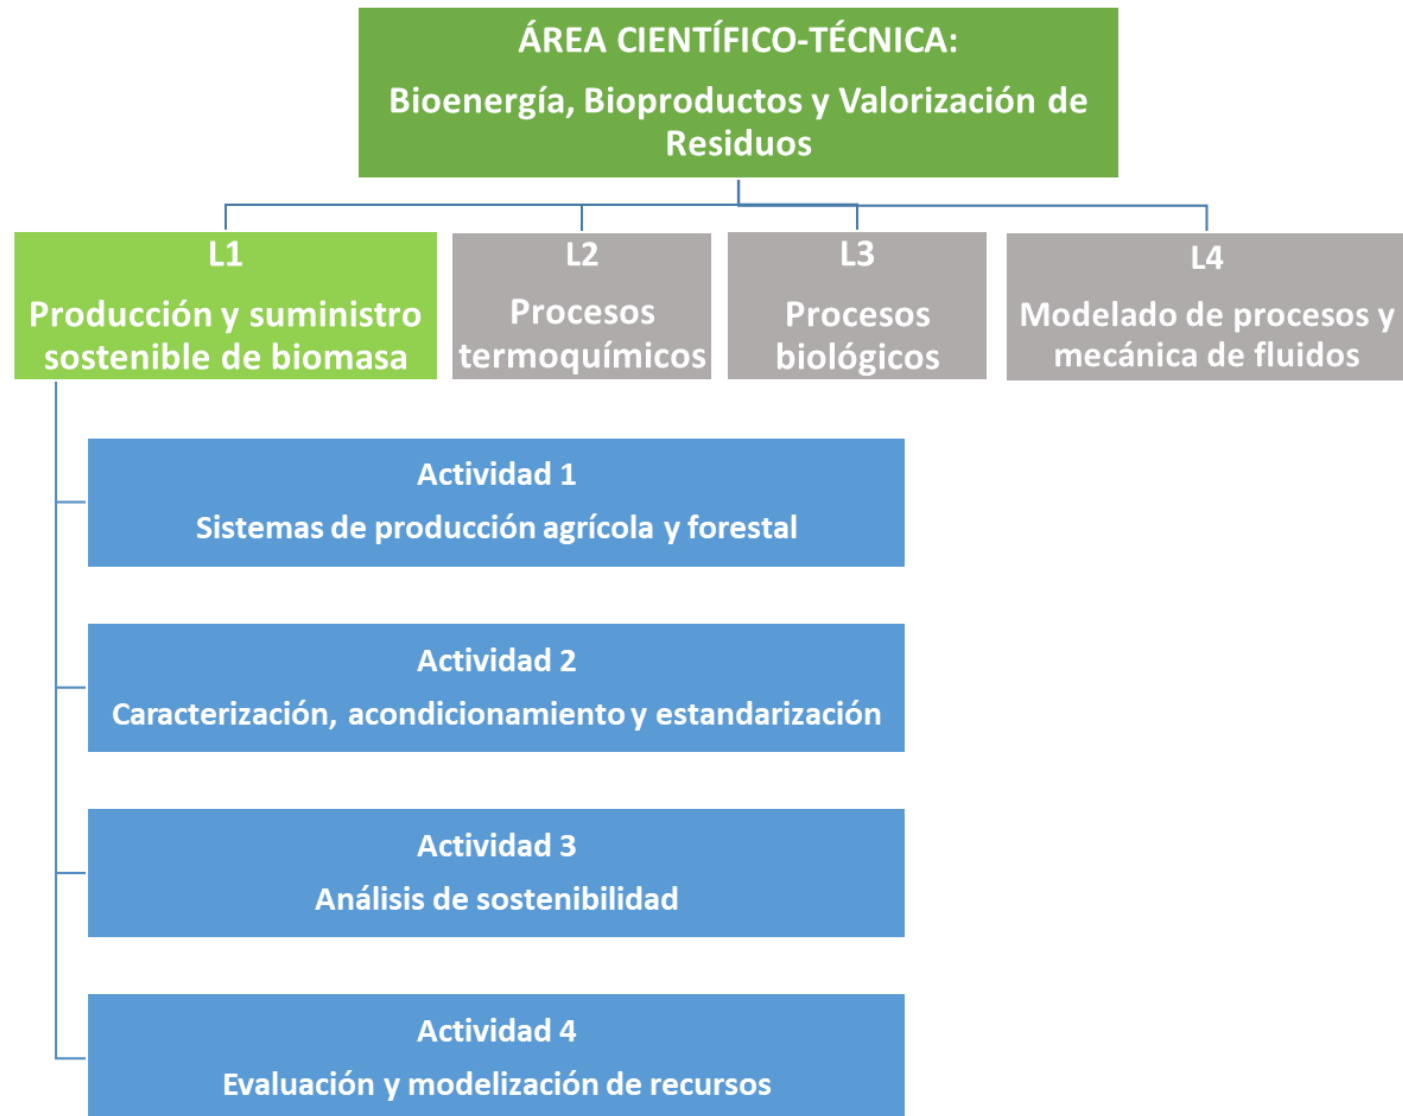 ÁREA CIENTÍFICO-TÉCNICA:
Bioenergía, Bioproductos y Valorización de
Residuos
L1
Producción y suministro
sostenible de biomasa
L2
Procesos
termoquímicos
L3
Procesos
biológicos
L4
Modelado de procesos y
mecánica de fluidos
Actividad 1
Sistemas de producción agrícola y forestal
Actividad 2
Caracterización, acondicionamiento y estandarización
Actividad 3
Análisis de sostenibilidad
Actividad 4
Evaluación y modelización de recursos